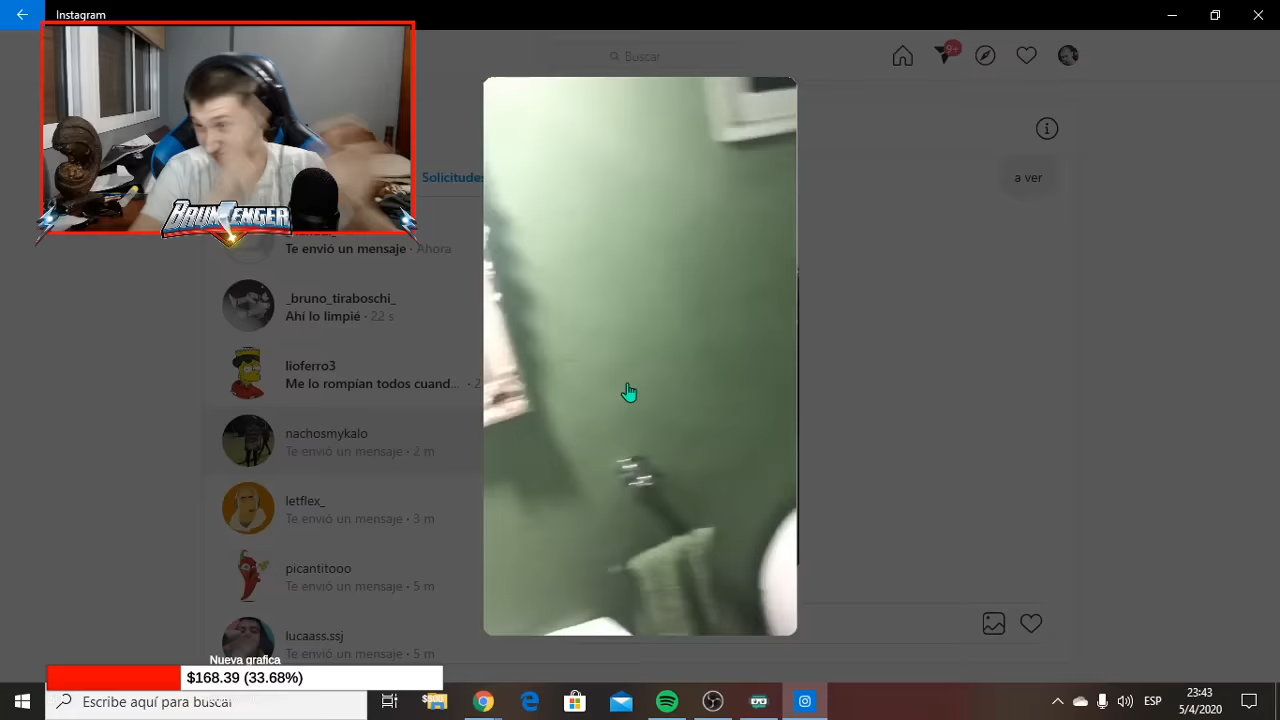 Instagram
Buscar
9+
a ver
Solicitudes
BRUNENGER
Te envió un mensaje · Ahora
_bruno_tiraboschi_
Ahí lo limpié · 22 s
lioferro3
Me lo rompían todos cuand... · 2
nachosmykalo
Te envió un mensaje · 2 m
letflex_
Te envió un mensaje · 3 m
picantitooo
Te envió un mensaje · 5 m
lucaass.ssj
Te envió un mensaje · 5 m
Nueva grafica
$168.39 (33.68%)
$500
Escribe aquí para buscar
ESP
23:43
5/4/2020